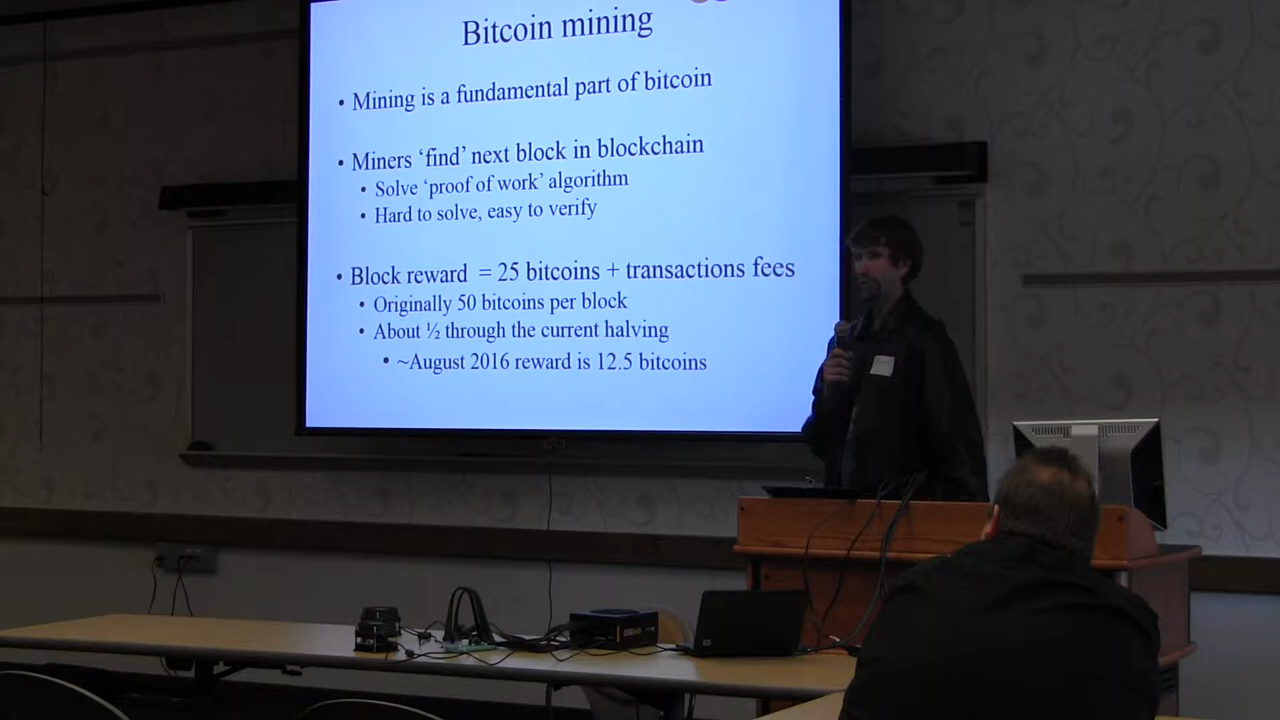 Bitcoin mining
• Mining is a fundamental part of bitcoin
• Miners ‘find’ next block in blockchain
• Solve ‘proof of work’ algorithm
• Hard to solve, easy to verify
• Block reward = 25 bitcoins + transactions fees
• Originally 50 bitcoins per block
• About ½ through the current halving
• ~August 2016 reward is 12.5 bitcoins